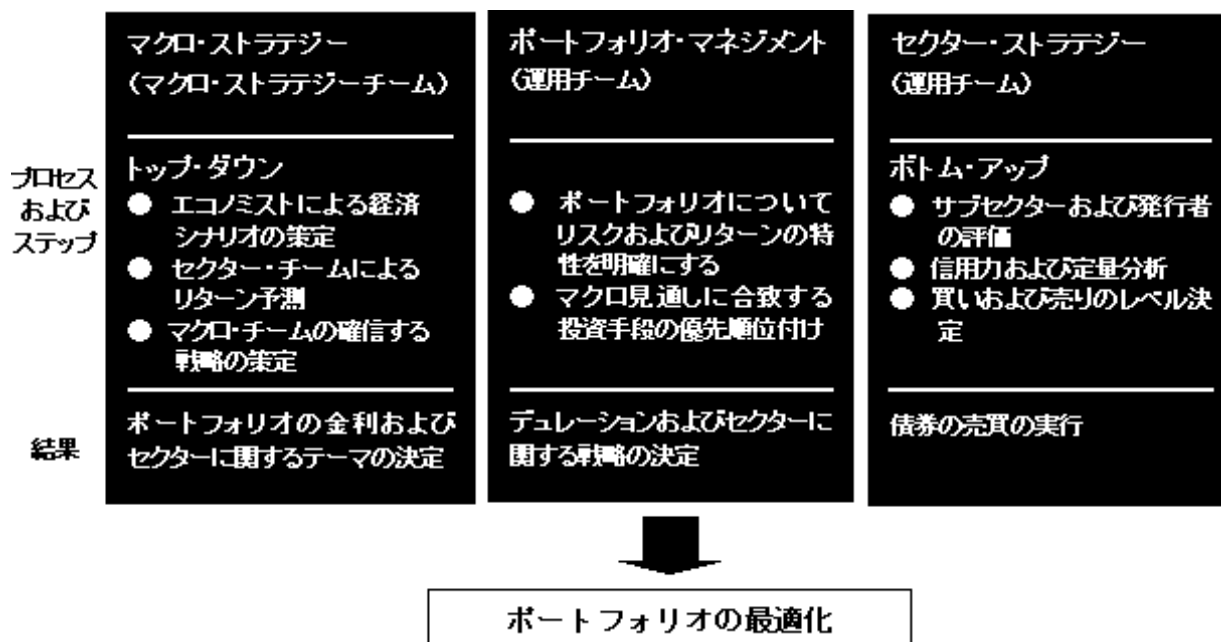 マクロ・ストラテジー
(マクロ・ストラテジーチーム)
ポートフォリオ・マネジメント
(運用チーム)
セクター・ストラテジー
(運用チーム)
プロセス
および
ステップ
トップ・ダウン
● エコノミストによる経済
シナリオの策定
● セクター・チームによる
リターン予測
● マクロ・チームの確信する
戦略の策定
● ポートフォリオについて
リスクおよびリターンの特
性を明確にする
● マクロ見通しに合致する
投資手段の優先順位付け
ボトム・アップ
● サブセクターおよび発行者
の評価
● 信用力および定量分析
● 買いおよび売りのレベル決
定
結果
ポートフォリオの金利および
セクターに関するテーマの決定
デュレーションおよびセクターに
関する戦略の決定
債券の売買の実行
ポートフォリオの最適化